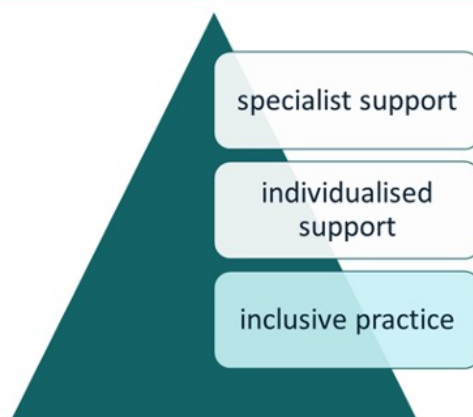 specialist support
individualised
support
inclusive practice